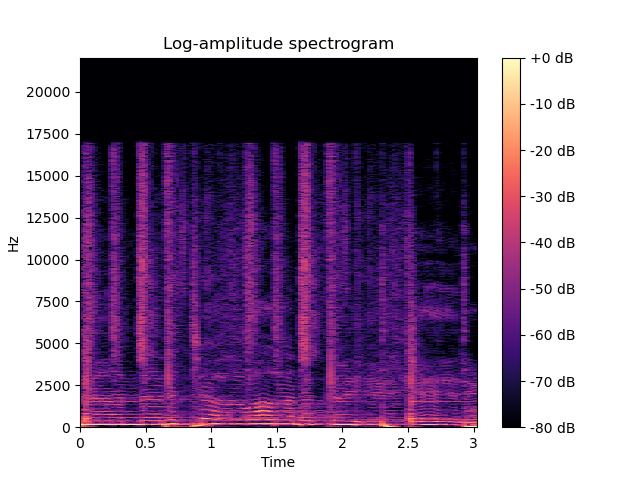 Log-amplitude spectrogram
+0 dB
20000
-10 dB
17500
-20 dB
15000
-30 dB
12500
Hz
-40 dB
10000
-50 dB
7500
-60 dB
5000
-70 dB
2500
0
-80 dB
0 0.5 1 1.5 2 2.5 3
Time